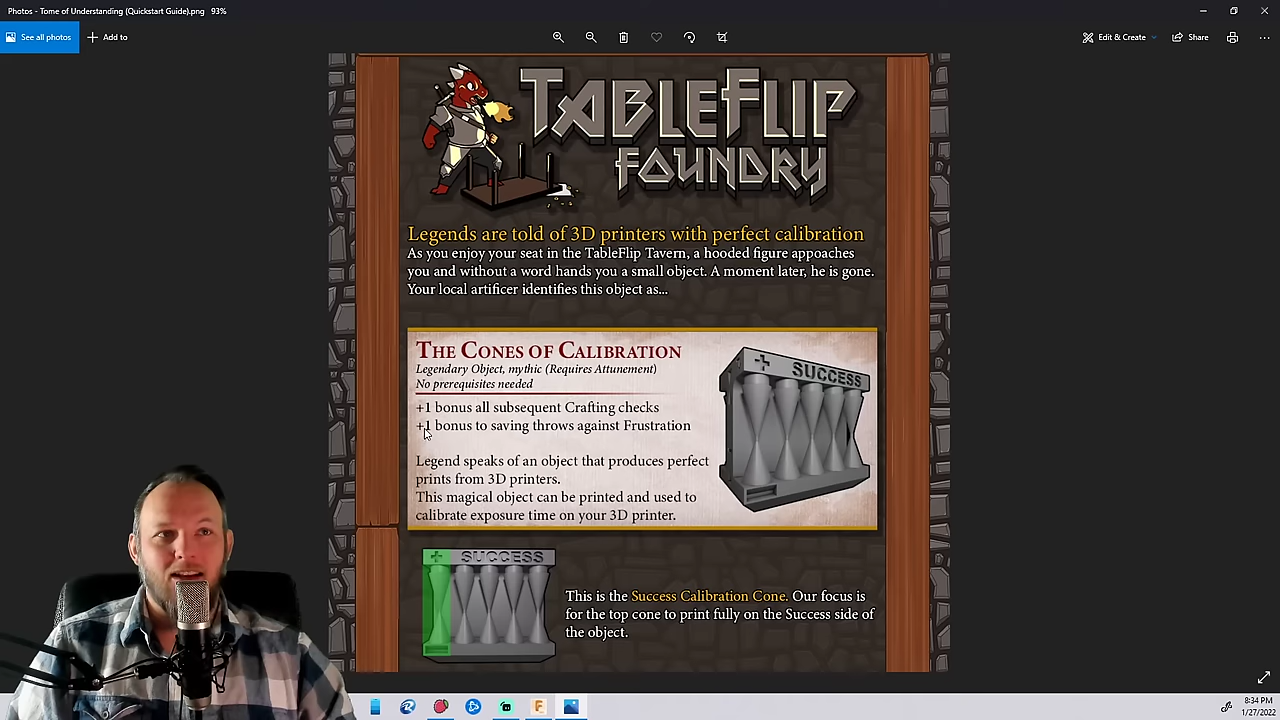 Photos - Tome of Understanding (Quickstart Guide).png 93%
See all photos
Add to
Edit & Create
Share
TABLEFLIP
FOUNDRY
Legends are told of 3D printers with perfect calibration
As you enjoy your seat in the TableFlip Tavern, a hooded figure appoaches
you and without a word hands you a small object. A moment later, he is gone.
Your local artificer identifies this object as...
THE CONES OF CALIBRATION
Legendary Object, mythic (Requires Attunement)
No prerequisites needed
+1 bonus all subsequent Crafting checks
+1 bonus to saving throws against Frustration
Legend speaks of an object that produces perfect
prints from 3D printers.
This magical object can be printed and used to
calibrate exposure time on your 3D printer.
+ SUCCESS
+ SUCCESS
This is the Success Calibration Cone. Our focus is
for the top cone to print fully on the Success side of
the object.
8:34 PM
1/27/2022